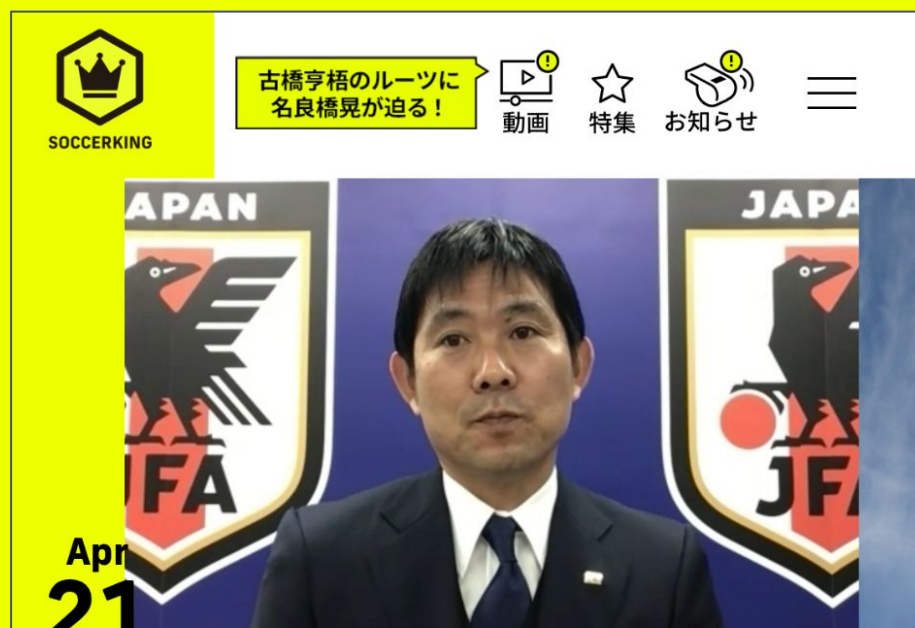 SOCCERKING
古橋亨梧のルーツに
名良橋晃が迫る！
!
動画
特集
!
お知らせ
APAN
JAPA
JFA
JFA
Apr
21